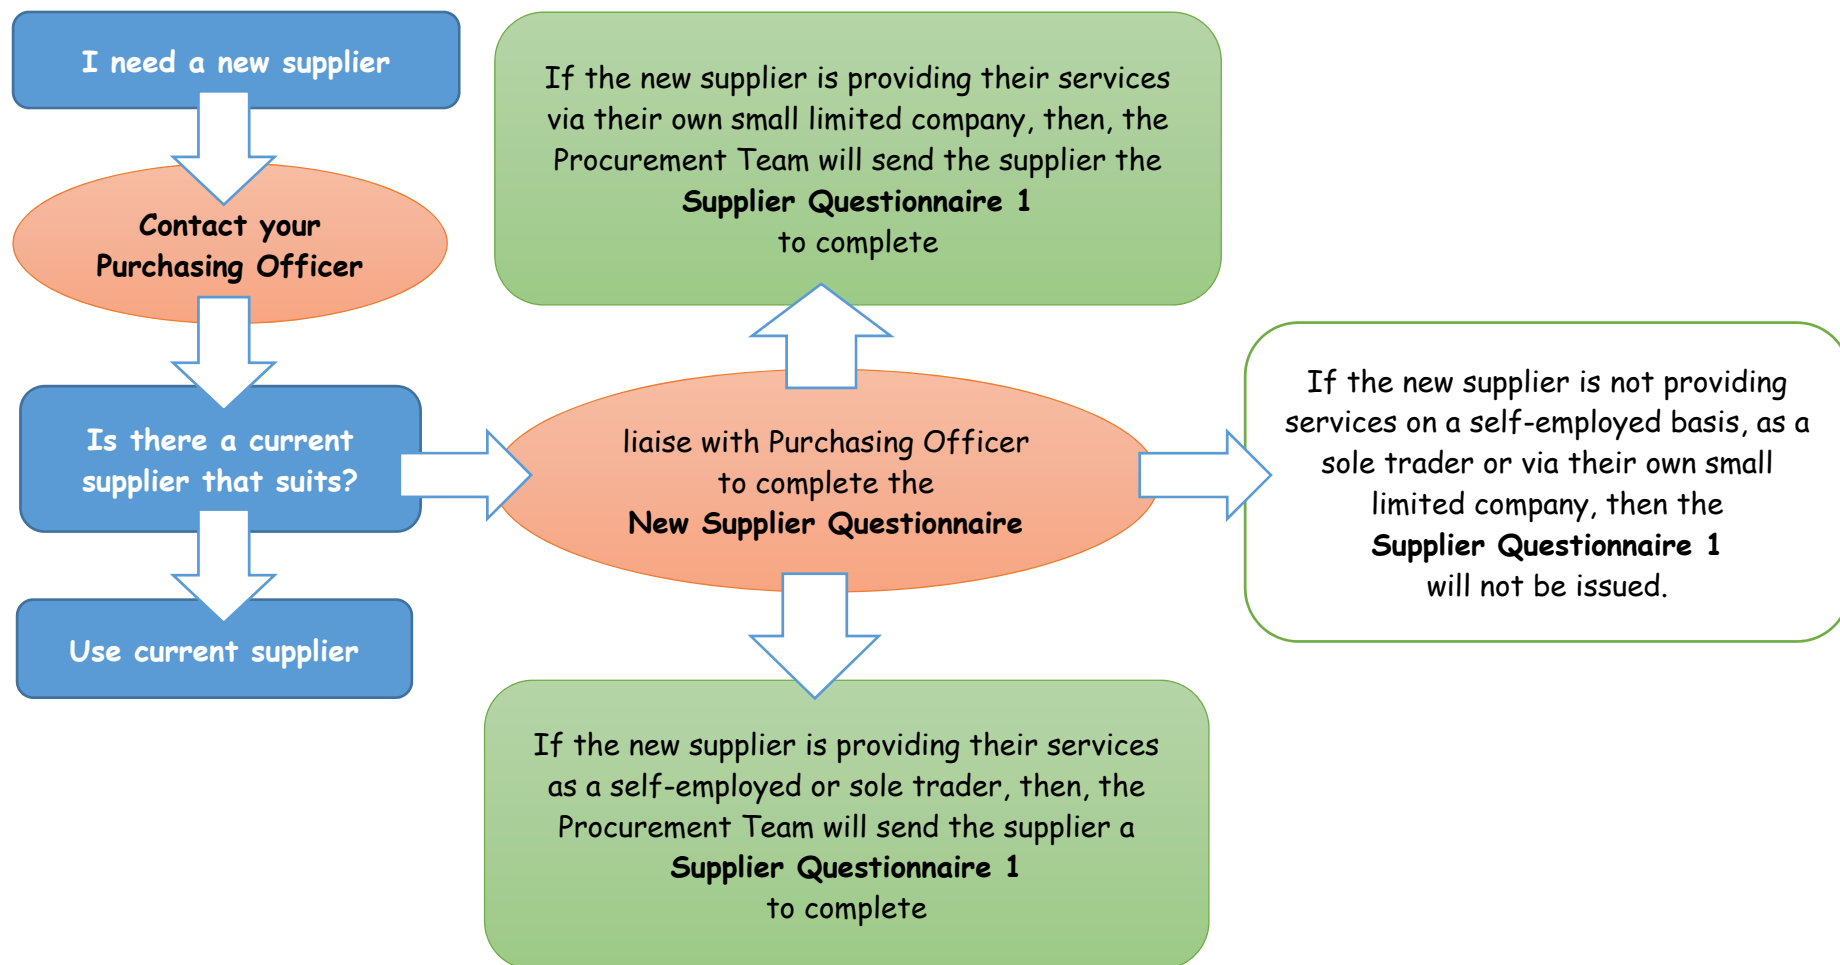 I need a new supplier
Contact your
Purchasing Officer
Is there a current
supplier that suits?
Use current supplier
If the new supplier is providing their services
via their own small limited company, then, the
Procurement Team will send the supplier the
Supplier Questionnaire 1
to complete
liaise with Purchasing Officer
to complete the
New Supplier Questionnaire
If the new supplier is not providing
services on a self-employed basis, as a
sole trader or via their own small
limited company, then the
Supplier Questionnaire 1
will not be issued.
If the new supplier is providing their services
as a self-employed or sole trader, then, the
Procurement Team will send the supplier a
Supplier Questionnaire 1
to complete